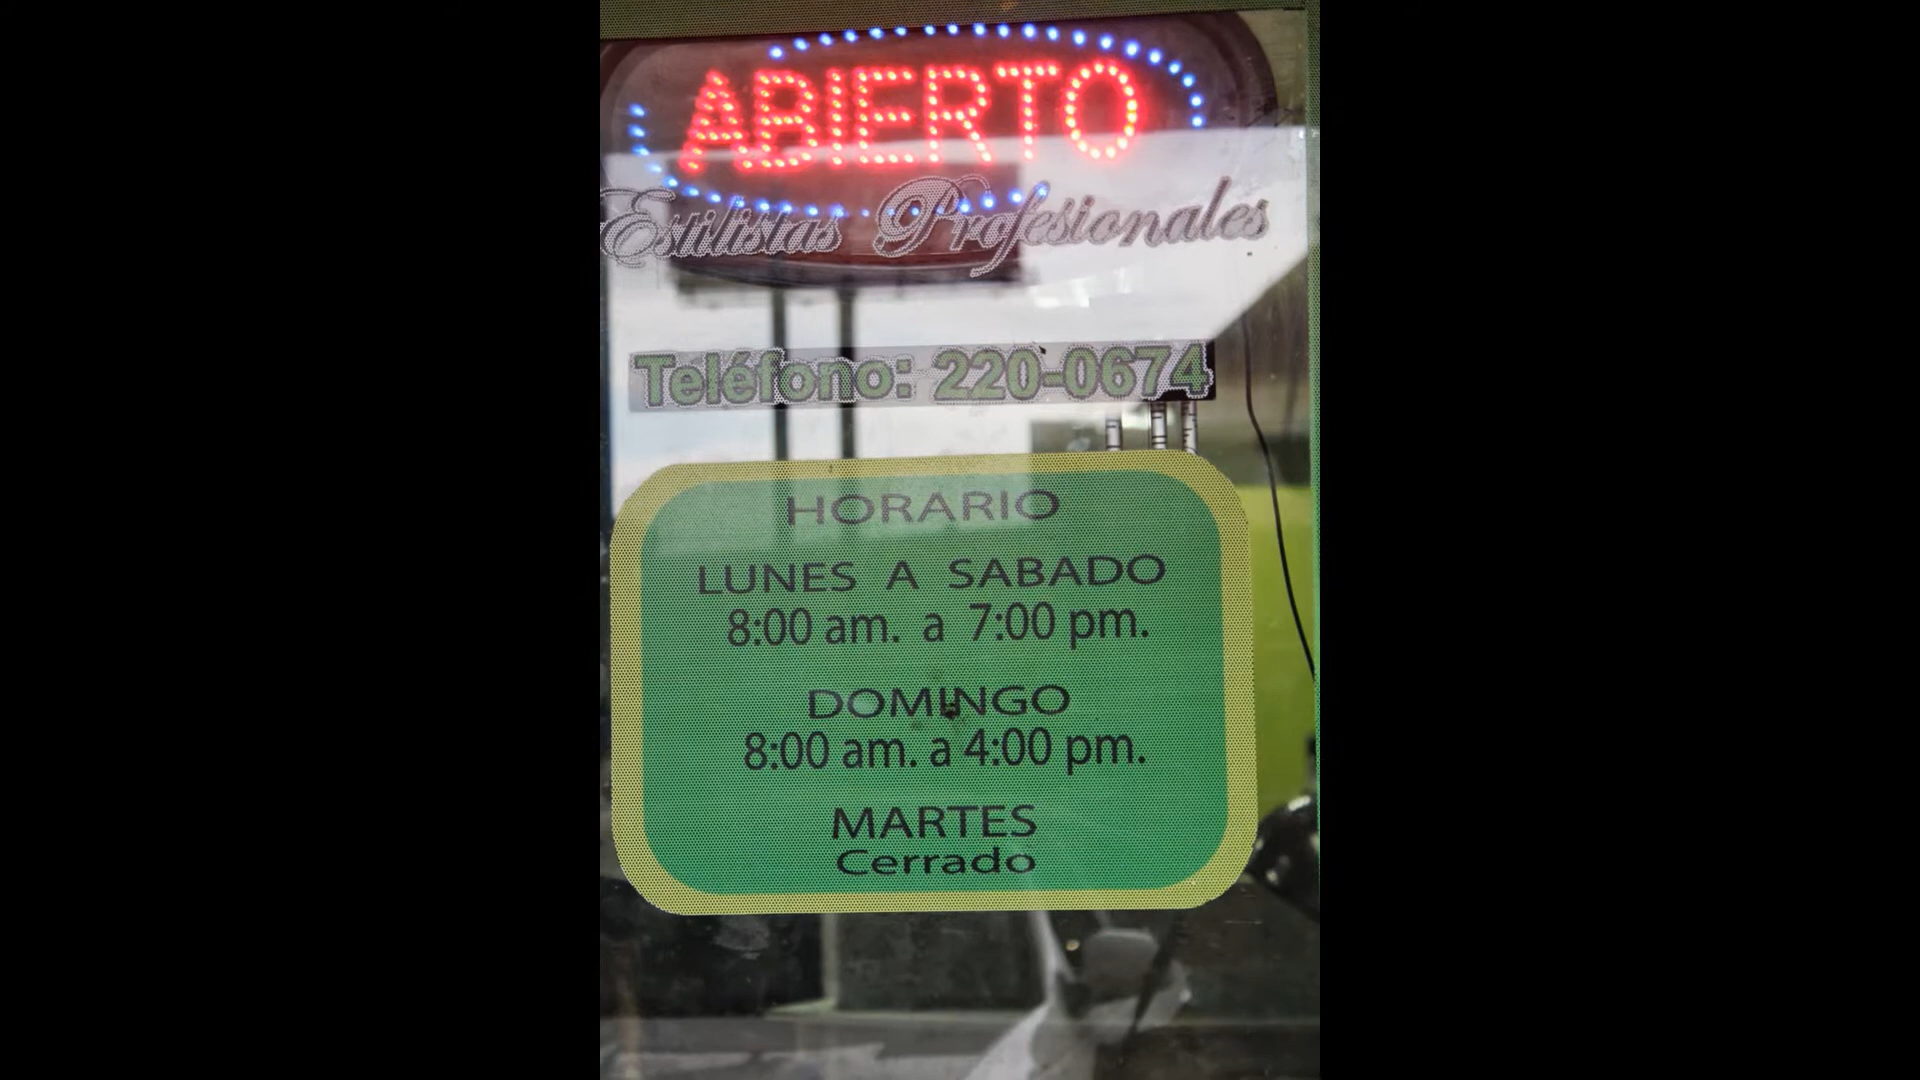 ABIERTO
Estilistas Profesionales
Teléfono: 220-0674
HORARIO
LUNES A SABADO
8:00 am. a 7:00 pm.
DOMINGO
8:00 am. a 4:00 pm.
MARTES
Cerrado